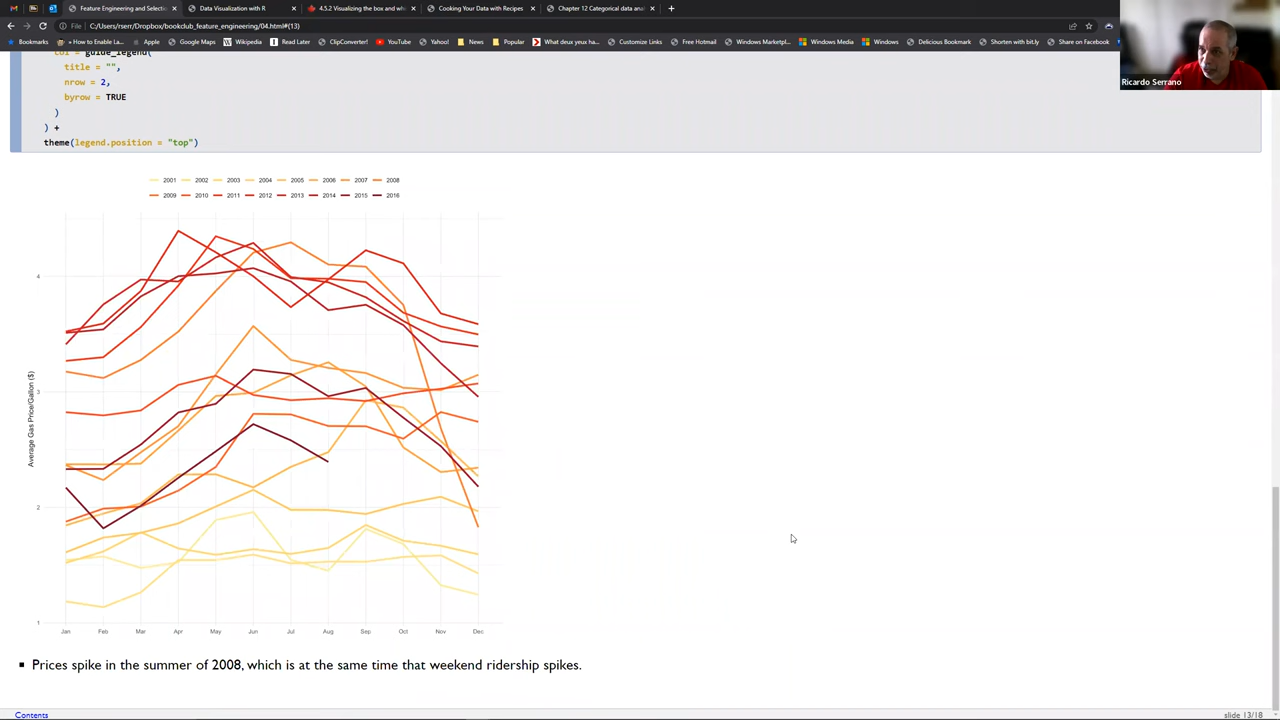 Feature Engineering and Selectio
Data Visualization with R
4.5.2 Visualizing the box and wh
Cooking Your Data with Recipes
Chapter 12 Categorical data anal
File | C:/Users/rserr/Dropbox/bookclub_feature_engineering/04.html#(13)
Bookmarks
+ How to Enable La...
Apple
Google Maps
Wikipedia
Read Later
ClipConverter!
YouTube
Yahoo!
News
Popular
What deux yeux ha...
Customize Links
Free Hotmail
Windows Marketpl...
Windows Media
Windows
Delicious Bookmark
Shorten with bit.ly
Share on Facebook
Ricardo Serrano
col = guide_legend(
title = "",
nrow = 2,
byrow = TRUE
)
) +
theme(legend.position = "top")
2001 2002 2003 2004 2005 2006 2007 2008
2009 2010 2011 2012 2013 2014 2015 2016
Average Gas Price/Gallon ($)
4
3
2
1
Jan Feb Mar Apr May Jun Jul Aug Sep Oct Nov Dec
Prices spike in the summer of 2008, which is at the same time that weekend ridership spikes.
Contents
slide 13/18